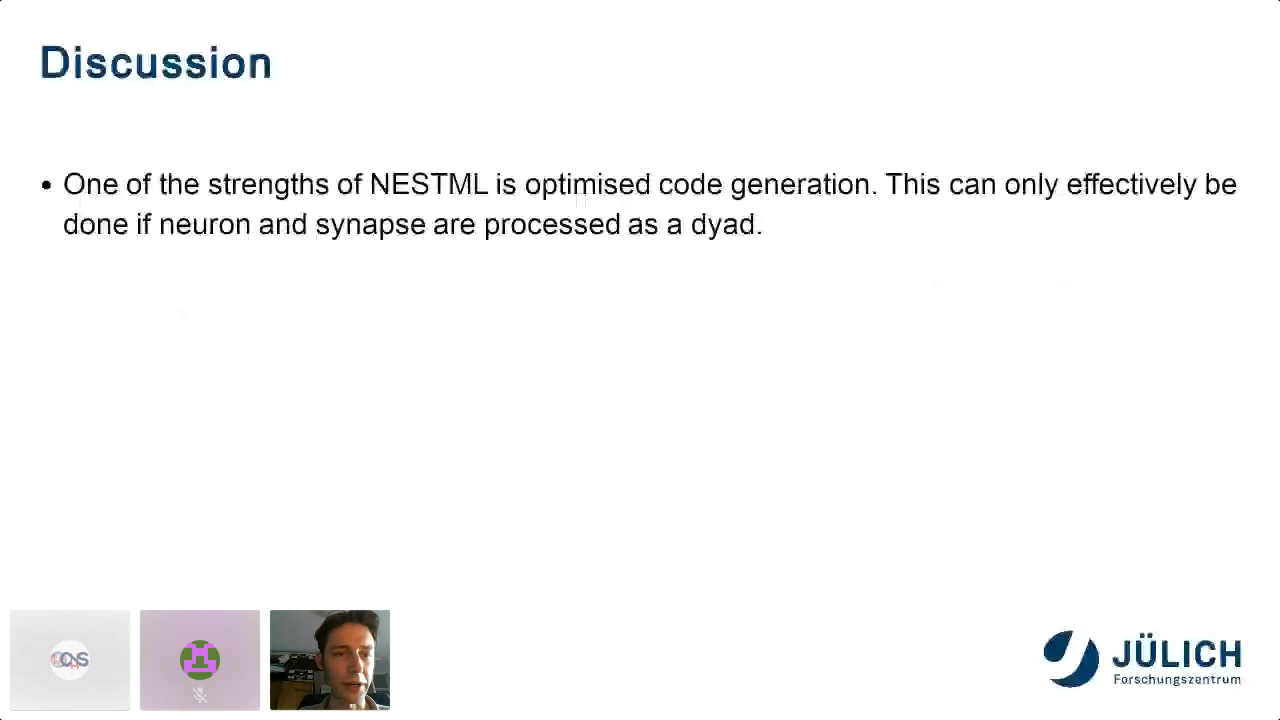 Discussion
• One of the strengths of NESTML is optimised code generation. This can only effectively be
done if neuron and synapse are processed as a dyad.
JÜLICH
Forschungszentrum